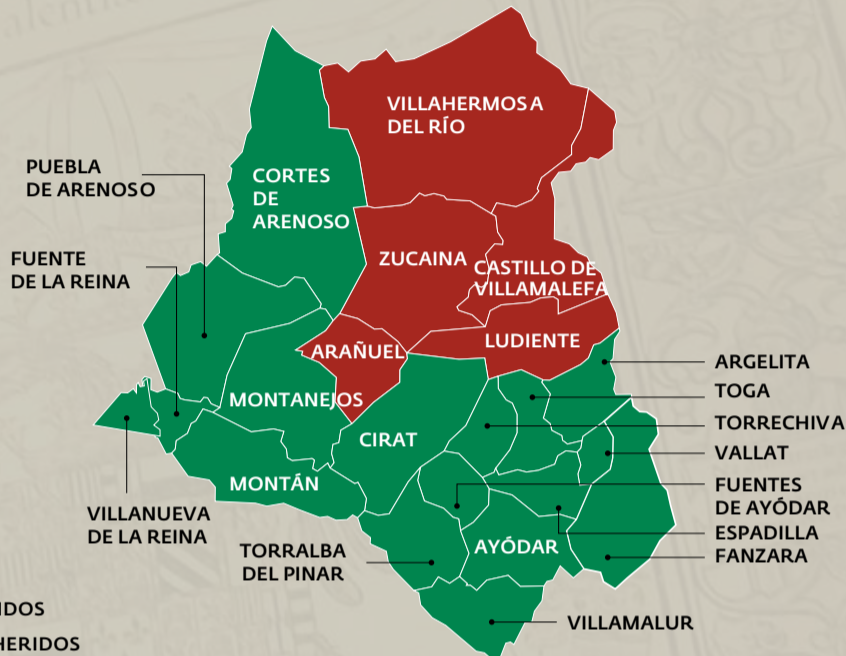 VILLAHERMOSA
DEL RÍO
PUEBLA
DE ARENOSO
CORTES
DE
ARENOSO
FUENTE
DE LA REINA
ZUCAINA
CASTILLO DE
VILLAMALEFA
ARAÑUEL
LUDIENTE
ARGELITA
TOGA
MONTANEJOS
TORRECHIVA
CIRAT
VALLAT
MONTÁN
FUENTES
DE AYÓDAR
VILLANUEVA
DE LA REINA
ESPADILLA
TORRALBA
DEL PINAR
AYÓDAR
FANZARA
VILLAMALUR
IDOS
HERIDOS